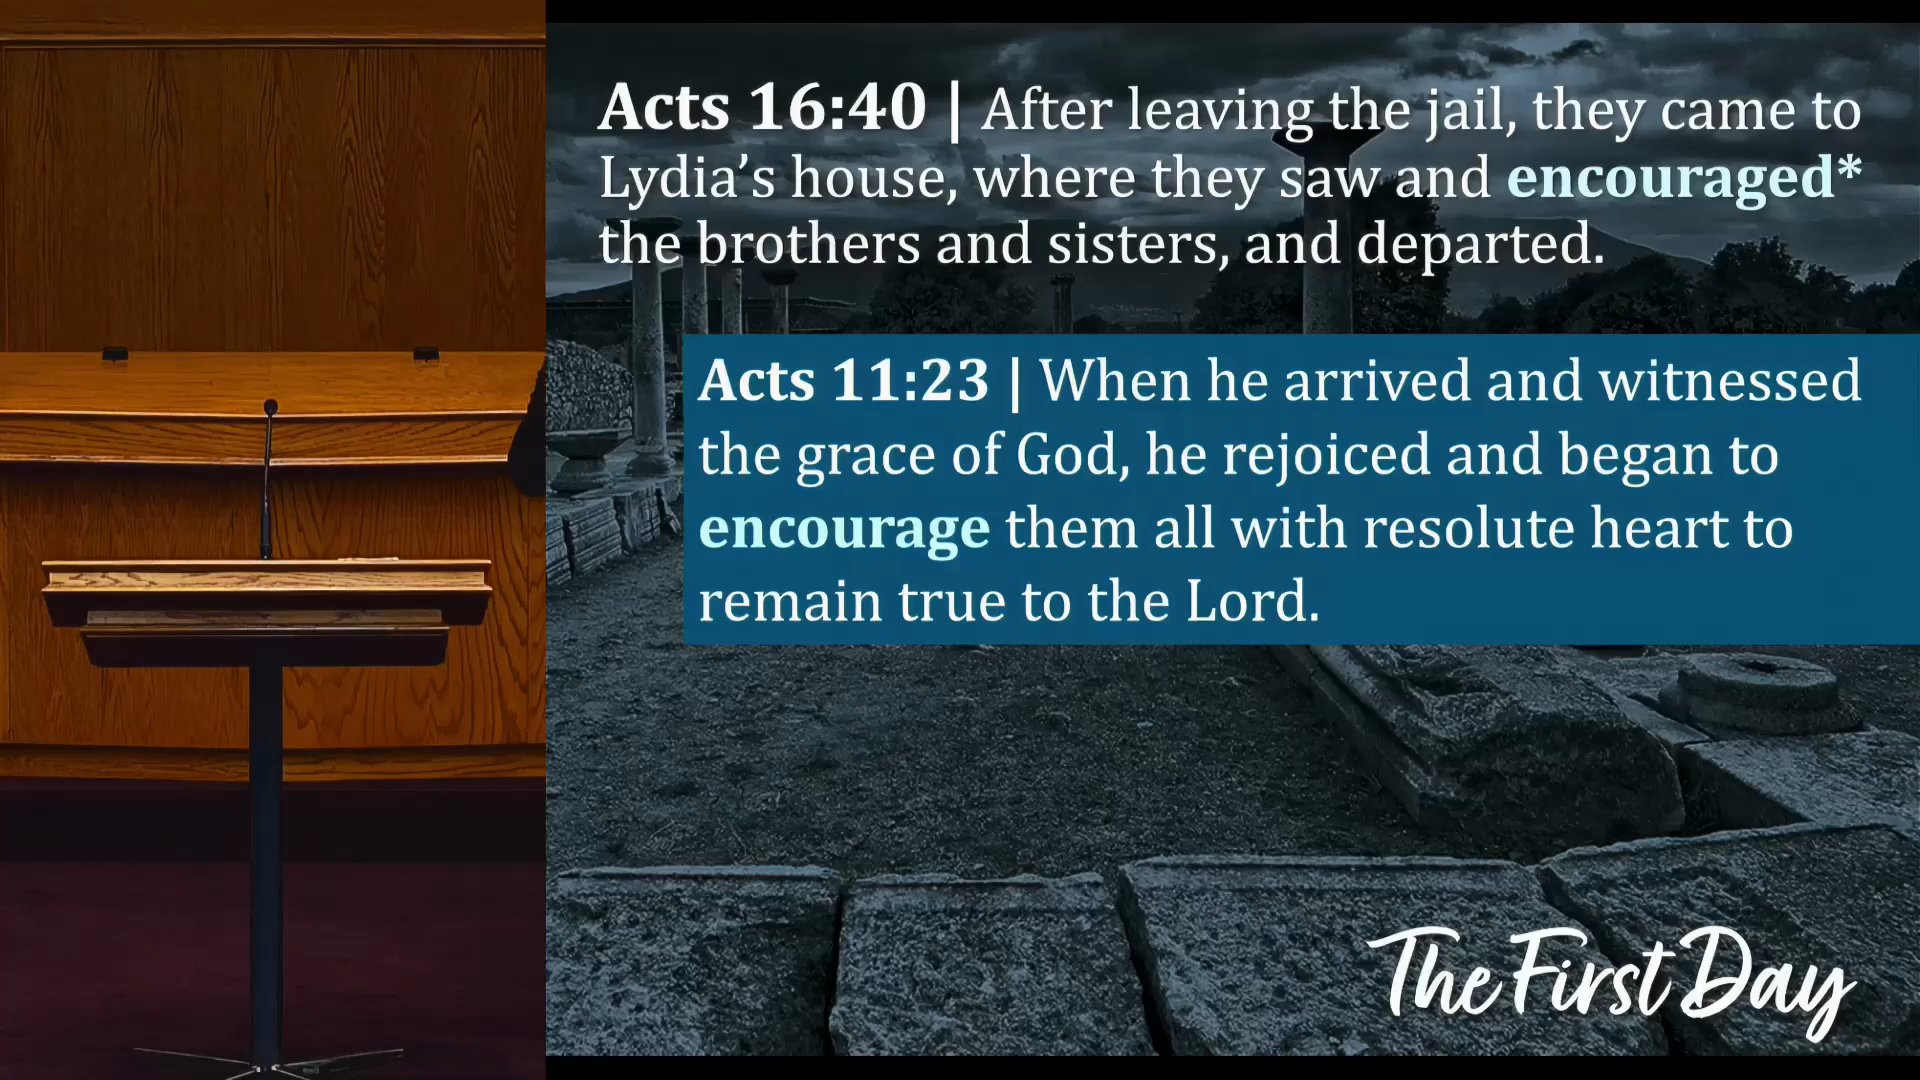 Acts 16:40 | After leaving the jail, they came to
Lydia’s house, where they saw and encouraged*
the brothers and sisters, and departed.
Acts 11:23 | When he arrived and witnessed
the grace of God, he rejoiced and began to
encourage them all with resolute heart to
remain true to the Lord.
The First Day